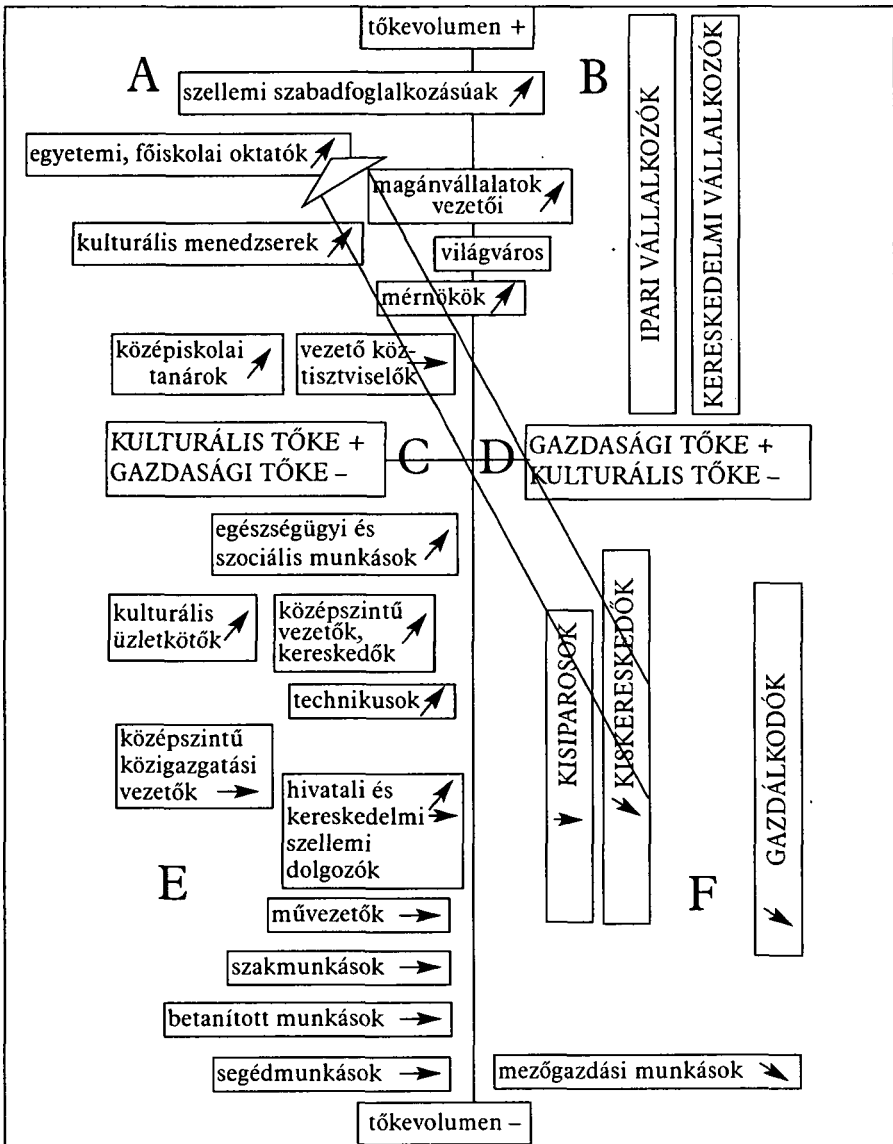 tőkevolumen +
A
B
szellemi szabadfoglalkozásúak
egyetemi, főiskolai oktatók
magánvállalatok
vezetői
kulturális menedzserek
világváros
mérnökök
IPARI VÁLLALKOZÓK
KERESKEDELMI VÁLLALKOZÓK
középiskolai
tanárok
vezető köz-
tisztviselők
KULTURÁLIS TŐKE +
GAZDASÁGI TŐKE –
C
D
GAZDASÁGI TŐKE +
KULTURÁLIS TŐKE –
egészségügyi és
szociális munkások
kulturális
üzletkötők
középszintű
vezetők,
kereskedők
technikusok
KISIPAROSOK
KISKERESKEDŐK
GAZDÁLKODÓK
középszintű
közigazgatási
vezetők
hivatali és
kereskedelmi
szellemi
dolgozók
E
F
művezetők
szakmunkások
betanított munkások
segédmunkások
mezőgazdási munkások
tőkevolumen –